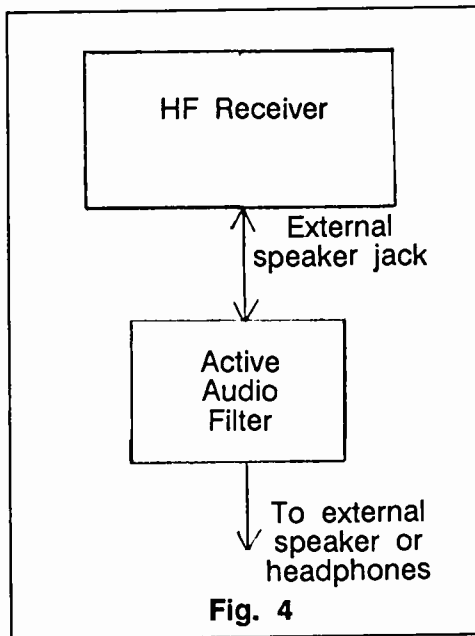 HF Receiver
External
speaker jack
Active
Audio
Filter
To external
speaker or
headphones
Fig. 4